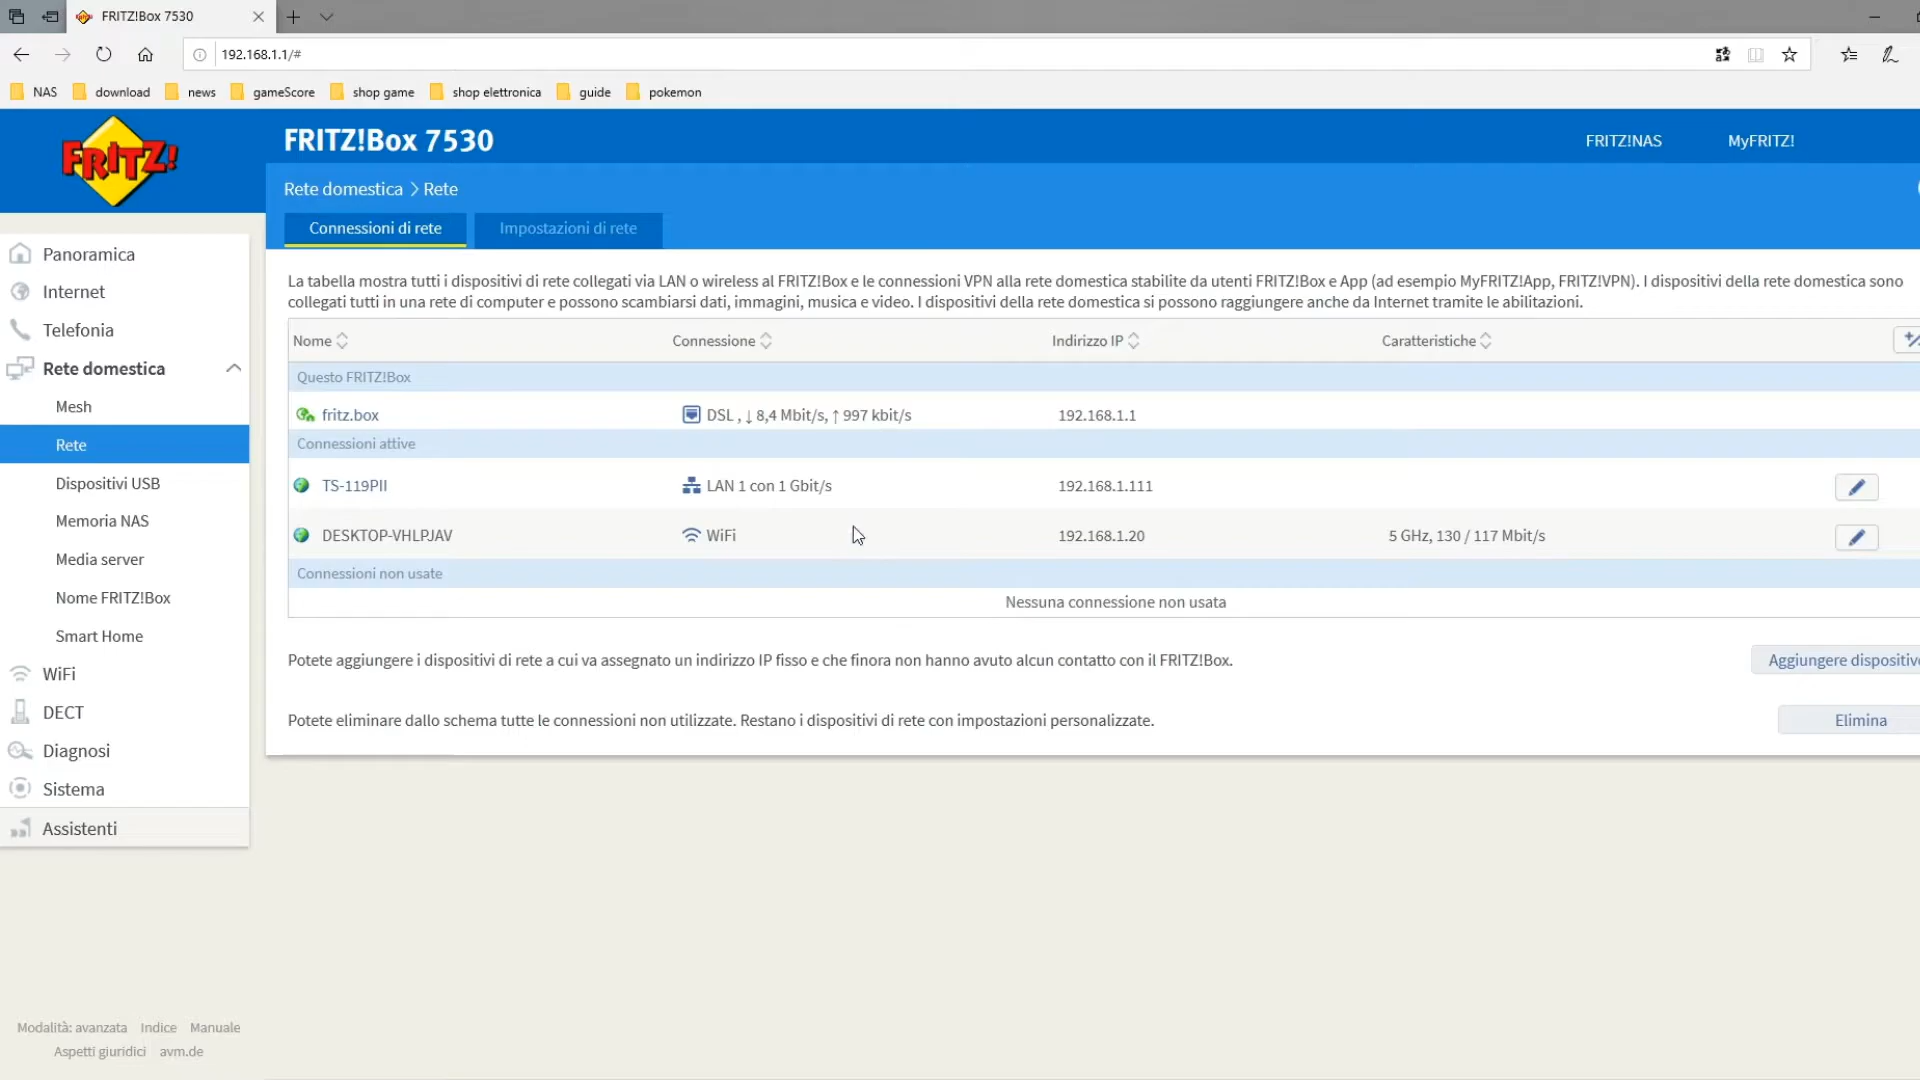 FRITZ!Box 7530
192.168.1.1/#
NAS download news gameScore shop game shop elettronica guide pokemon
FRITZ!
FRITZ!Box 7530
FRITZ!NAS MyFRITZ!
Rete domestica > Rete
Connessioni di rete Impostazioni di rete
Panoramica
Internet
Telefonia
Rete domestica
Mesh
Rete
Dispositivi USB
Memoria NAS
Media server
Nome FRITZ!Box
Smart Home
WiFi
DECT
Diagnosi
Sistema
Assistenti
La tabella mostra tutti i dispositivi di rete collegati via LAN o wireless al FRITZ!Box e le connessioni VPN alla rete domestica stabilite da utenti FRITZ!Box e App (ad esempio MyFRITZ!App, FRITZ!VPN). I dispositivi della rete domestica sono
collegati tutti in una rete di computer e possono scambiarsi dati, immagini, musica e video. I dispositivi della rete domestica si possono raggiungere anche da Internet tramite le abilitazioni.
Nome Connessione Indirizzo IP Caratteristiche
Questo FRITZ!Box
fritz.box DSL , ↓ 8,4 Mbit/s, ↑ 997 kbit/s 192.168.1.1
Connessioni attive
TS-119PII LAN 1 con 1 Gbit/s 192.168.1.111
DESKTOP-VHLPJAV WiFi 192.168.1.20 5 GHz, 130 / 117 Mbit/s
Connessioni non usate
Nessuna connessione non usata
Potete aggiungere i dispositivi di rete a cui va assegnato un indirizzo IP fisso e che finora non hanno avuto alcun contatto con il FRITZ!Box. Aggiungere dispositivo
Potete eliminare dallo schema tutte le connessioni non utilizzate. Restano i dispositivi di rete con impostazioni personalizzate. Elimina
Modalità: avanzata Indice Manuale
Aspetti giuridici avm.de